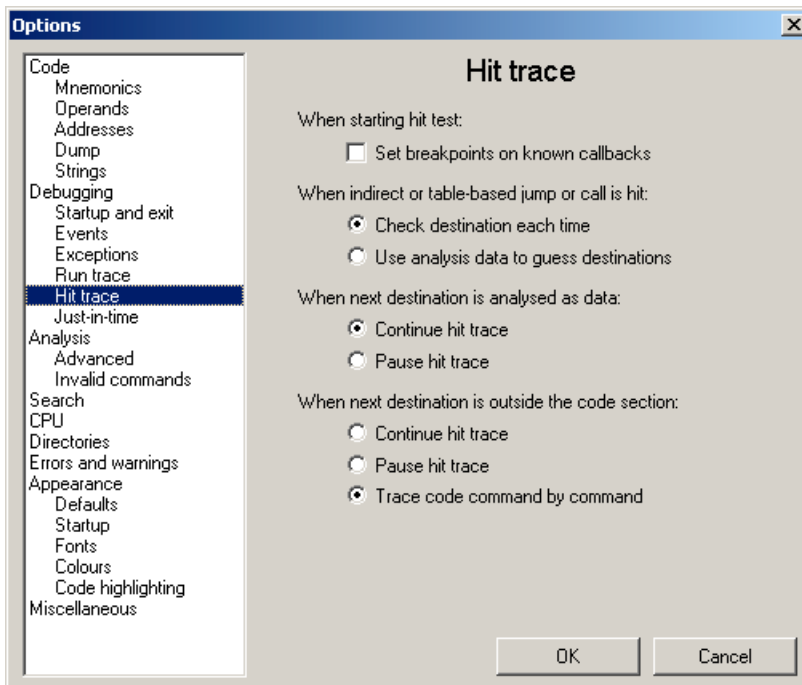 Options
Code
Mnemonics
Operands
Addresses
Dump
Strings
Debugging
Startup and exit
Events
Exceptions
Run trace
Hit trace
Just-in-time
Analysis
Advanced
Invalid commands
Search
CPU
Directories
Errors and warnings
Appearance
Defaults
Startup
Fonts
Colours
Code highlighting
Miscellaneous
Hit trace
When starting hit test:
Set breakpoints on known callbacks
When indirect or table-based jump or call is hit:
Check destination each time
Use analysis data to guess destinations
When next destination is analysed as data:
Continue hit trace
Pause hit trace
When next destination is outside the code section:
Continue hit trace
Pause hit trace
Trace code command by command
OK
Cancel